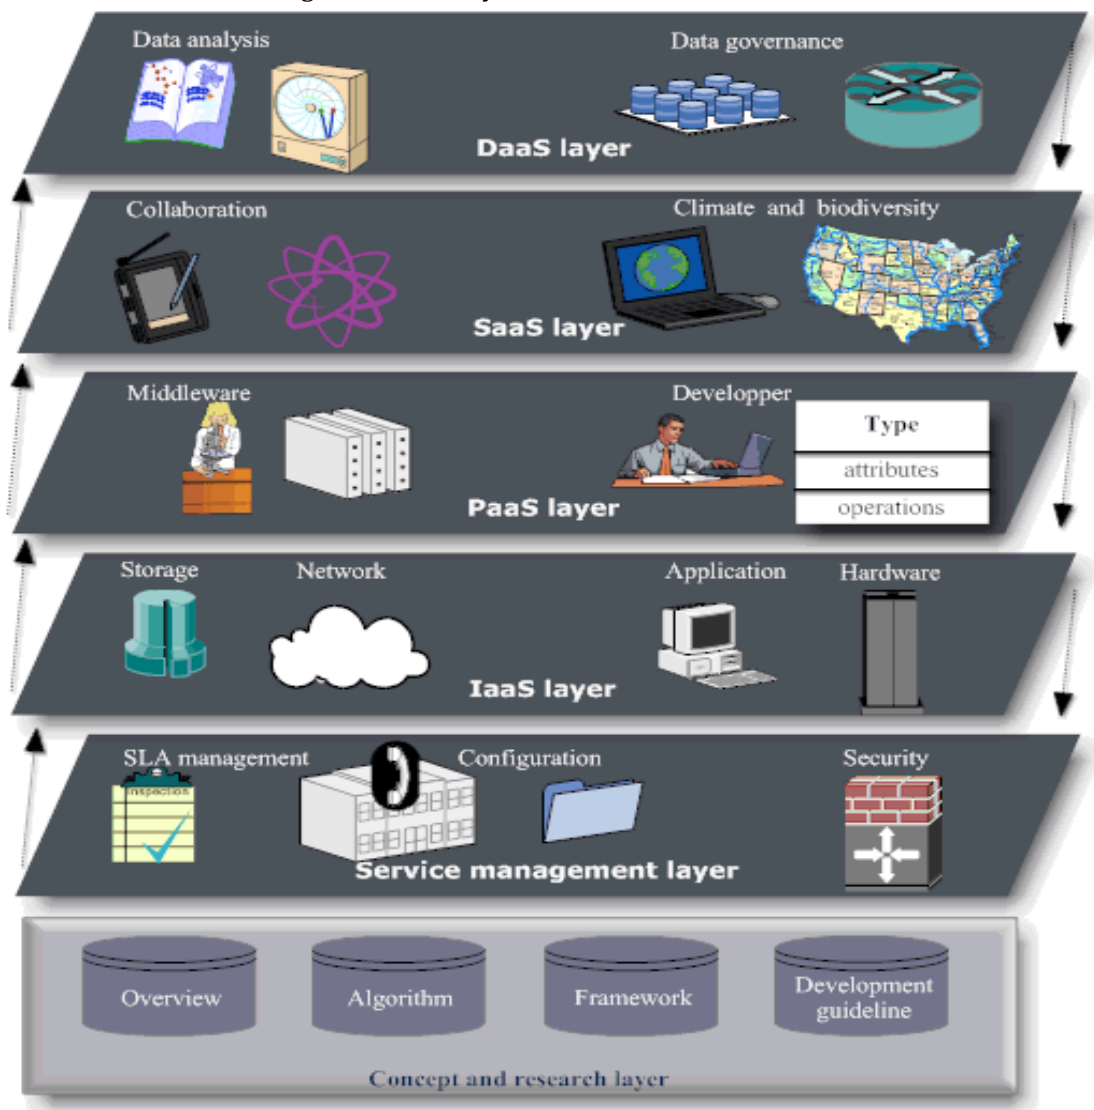 Data analysis
Data governance
DaaS layer
Collaboration
Climate and biodiversity
SaaS layer
Middleware
Developper
Type
attributes
operations
PaaS layer
Storage
Network
Application
Hardware
IaaS layer
SLA management
Configuration
Security
Inspection
Service management layer
Overview
Algorithm
Framework
Development
guideline
Concept and research layer